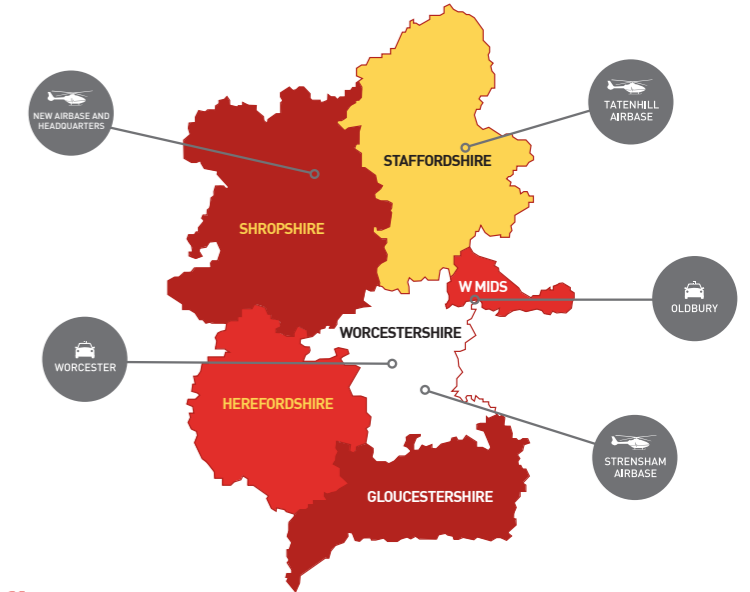 NEW AIRBASE AND
HEADQUARTERS
TATENHILL
AIRBASE
STAFFORDSHIRE
SHROPSHIRE
W MIDS
OLDBURY
WORCESTERSHIRE
WORCESTER
HEREFORDSHIRE
STRENSHAM
AIRBASE
GLOUCESTERSHIRE